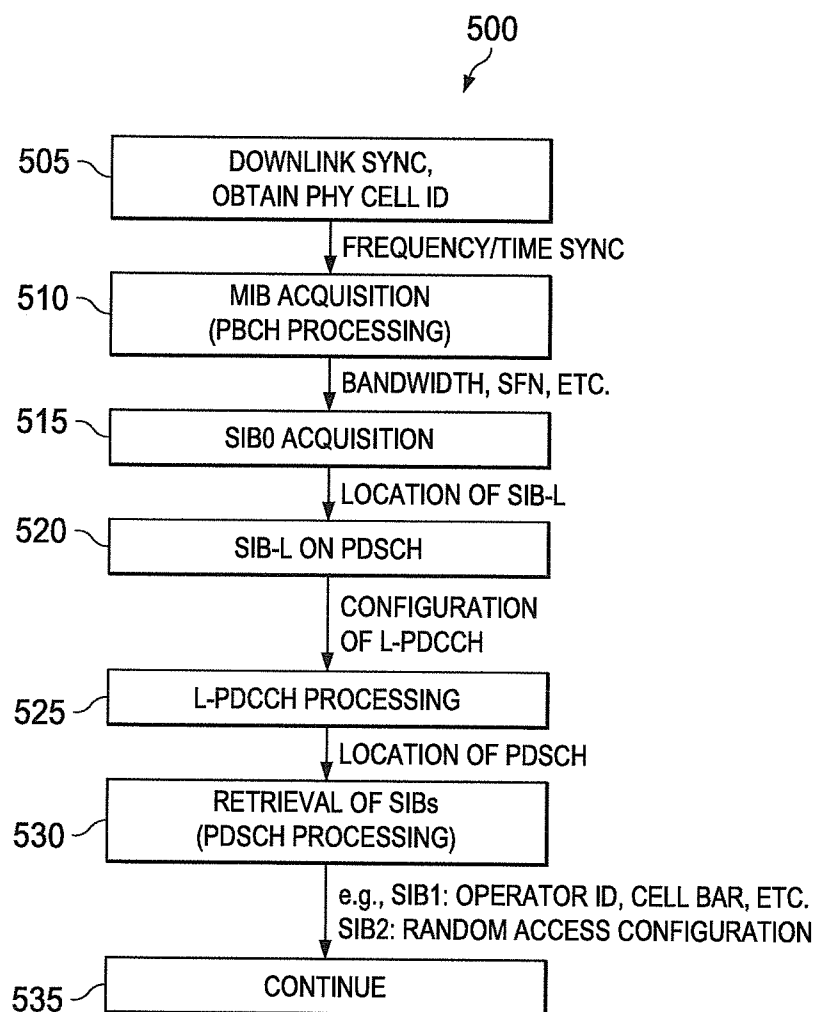 500
505
DOWNLINK SYNC,
OBTAIN PHY CELL ID
FREQUENCY/TIME SYNC
510
MIB ACQUISITION
(PBCH PROCESSING)
BANDWIDTH, SFN, ETC.
515
SIB0 ACQUISITION
LOCATION OF SIB-L
520
SIB-L ON PDSCH
CONFIGURATION
OF L-PDCCH
525
L-PDCCH PROCESSING
LOCATION OF PDSCH
530
RETRIEVAL OF SIBs
(PDSCH PROCESSING)
e.g., SIB1: OPERATOR ID, CELL BAR, ETC.
SIB2: RANDOM ACCESS CONFIGURATION
535
CONTINUE